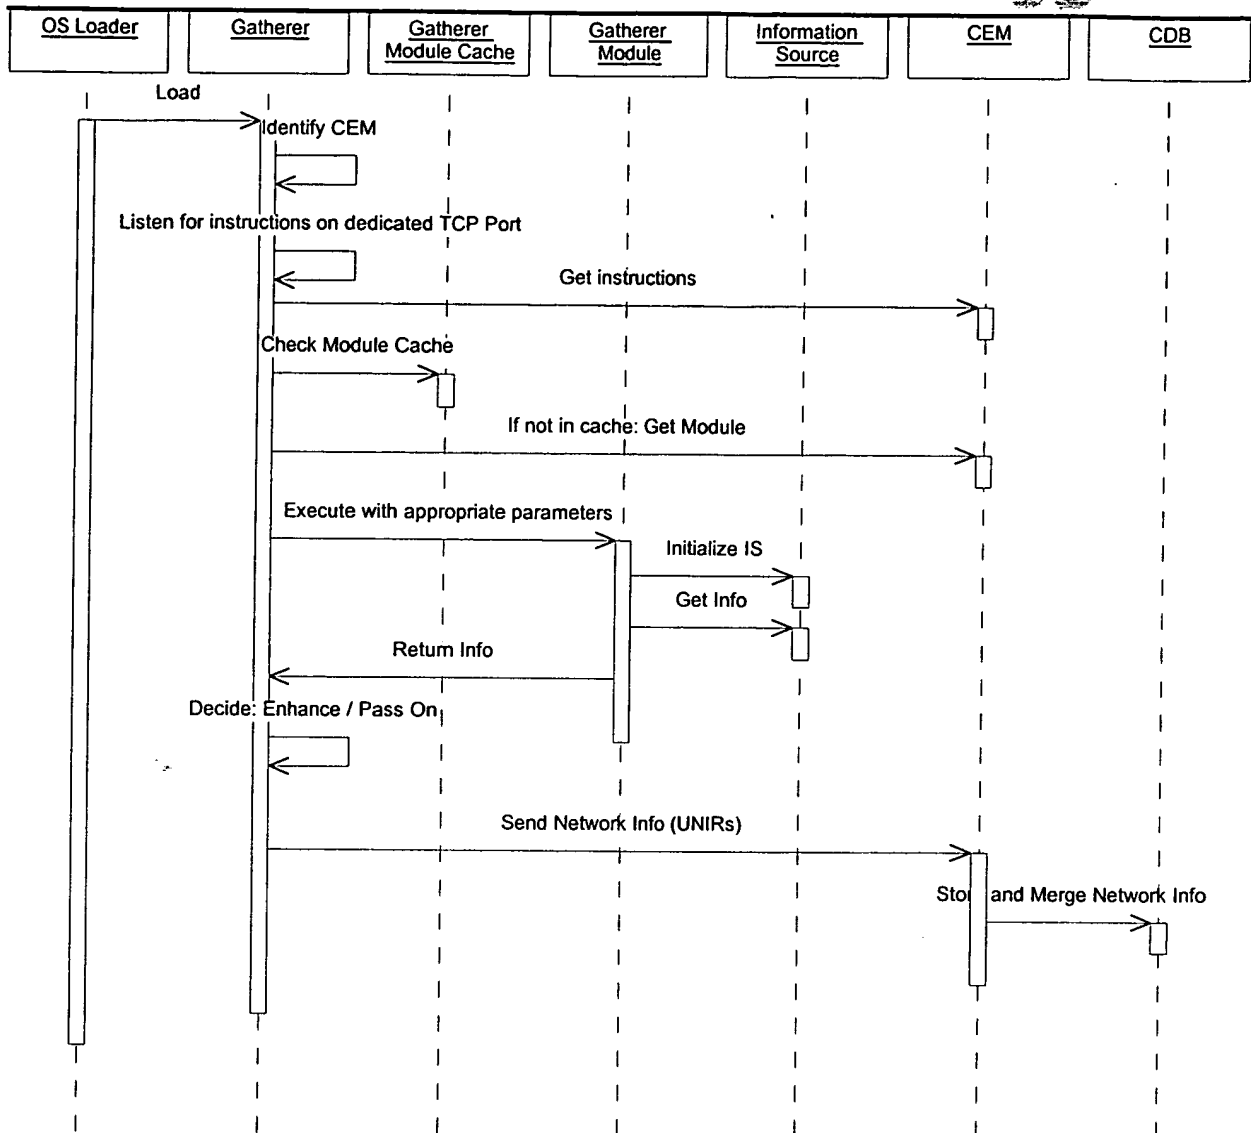 OS Loader
Gatherer
Gatherer
Module Cache
Gatherer
Module
Information
Source
CEM
CDB
Load
Identify CEM
Listen for instructions on dedicated TCP Port
Get instructions
Check Module Cache
If not in cache: Get Module
Execute with appropriate parameters
Initialize IS
Get Info
Return Info
Decide: Enhance / Pass On
Send Network Info (UNIRs)
Store and Merge Network Info